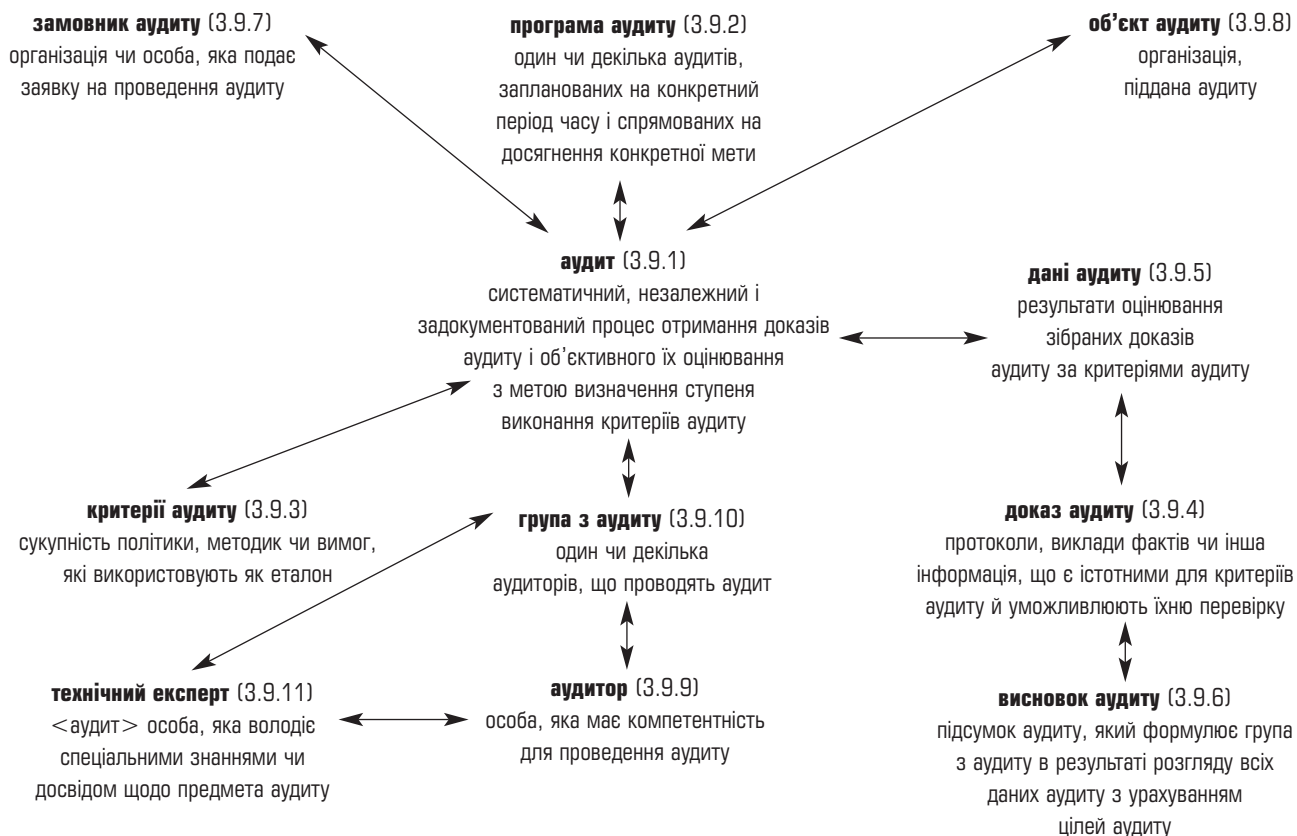 замовник аудиту (3.9.7)
організація чи особа, яка подає
заявку на проведення аудиту
програма аудиту (3.9.2)
один чи декілька аудитів,
запланованих на конкретний
період часу і спрямованих на
досягнення конкретної мети
об’єкт аудиту (3.9.8)
організація,
піддана аудиту
аудит (3.9.1)
систематичний, незалежний і
задокументований процес отримання доказів
аудиту і об’єктивного їх оцінювання
з метою визначення ступеня
виконання критеріїв аудиту
дані аудиту (3.9.5)
результати оцінювання
зібраних доказів
аудиту за критеріями аудиту
критерії аудиту (3.9.3)
сукупність політики, методик чи вимог,
які використовують як еталон
група з аудиту (3.9.10)
один чи декілька
аудиторів, що проводять аудит
доказ аудиту (3.9.4)
протоколи, виклади фактів чи інша
інформація, що є істотними для критеріїв
аудиту й уможливлюють їхню перевірку
технічний експерт (3.9.11)
<аудит> особа, яка володіє
спеціальними знаннями чи
досвідом щодо предмета аудиту
аудитор (3.9.9)
особа, яка має компетентність
для проведення аудиту
висновок аудиту (3.9.6)
підсумок аудиту, який формулює група
з аудиту в результаті розгляду всіх
даних аудиту з урахуванням
цілей аудиту